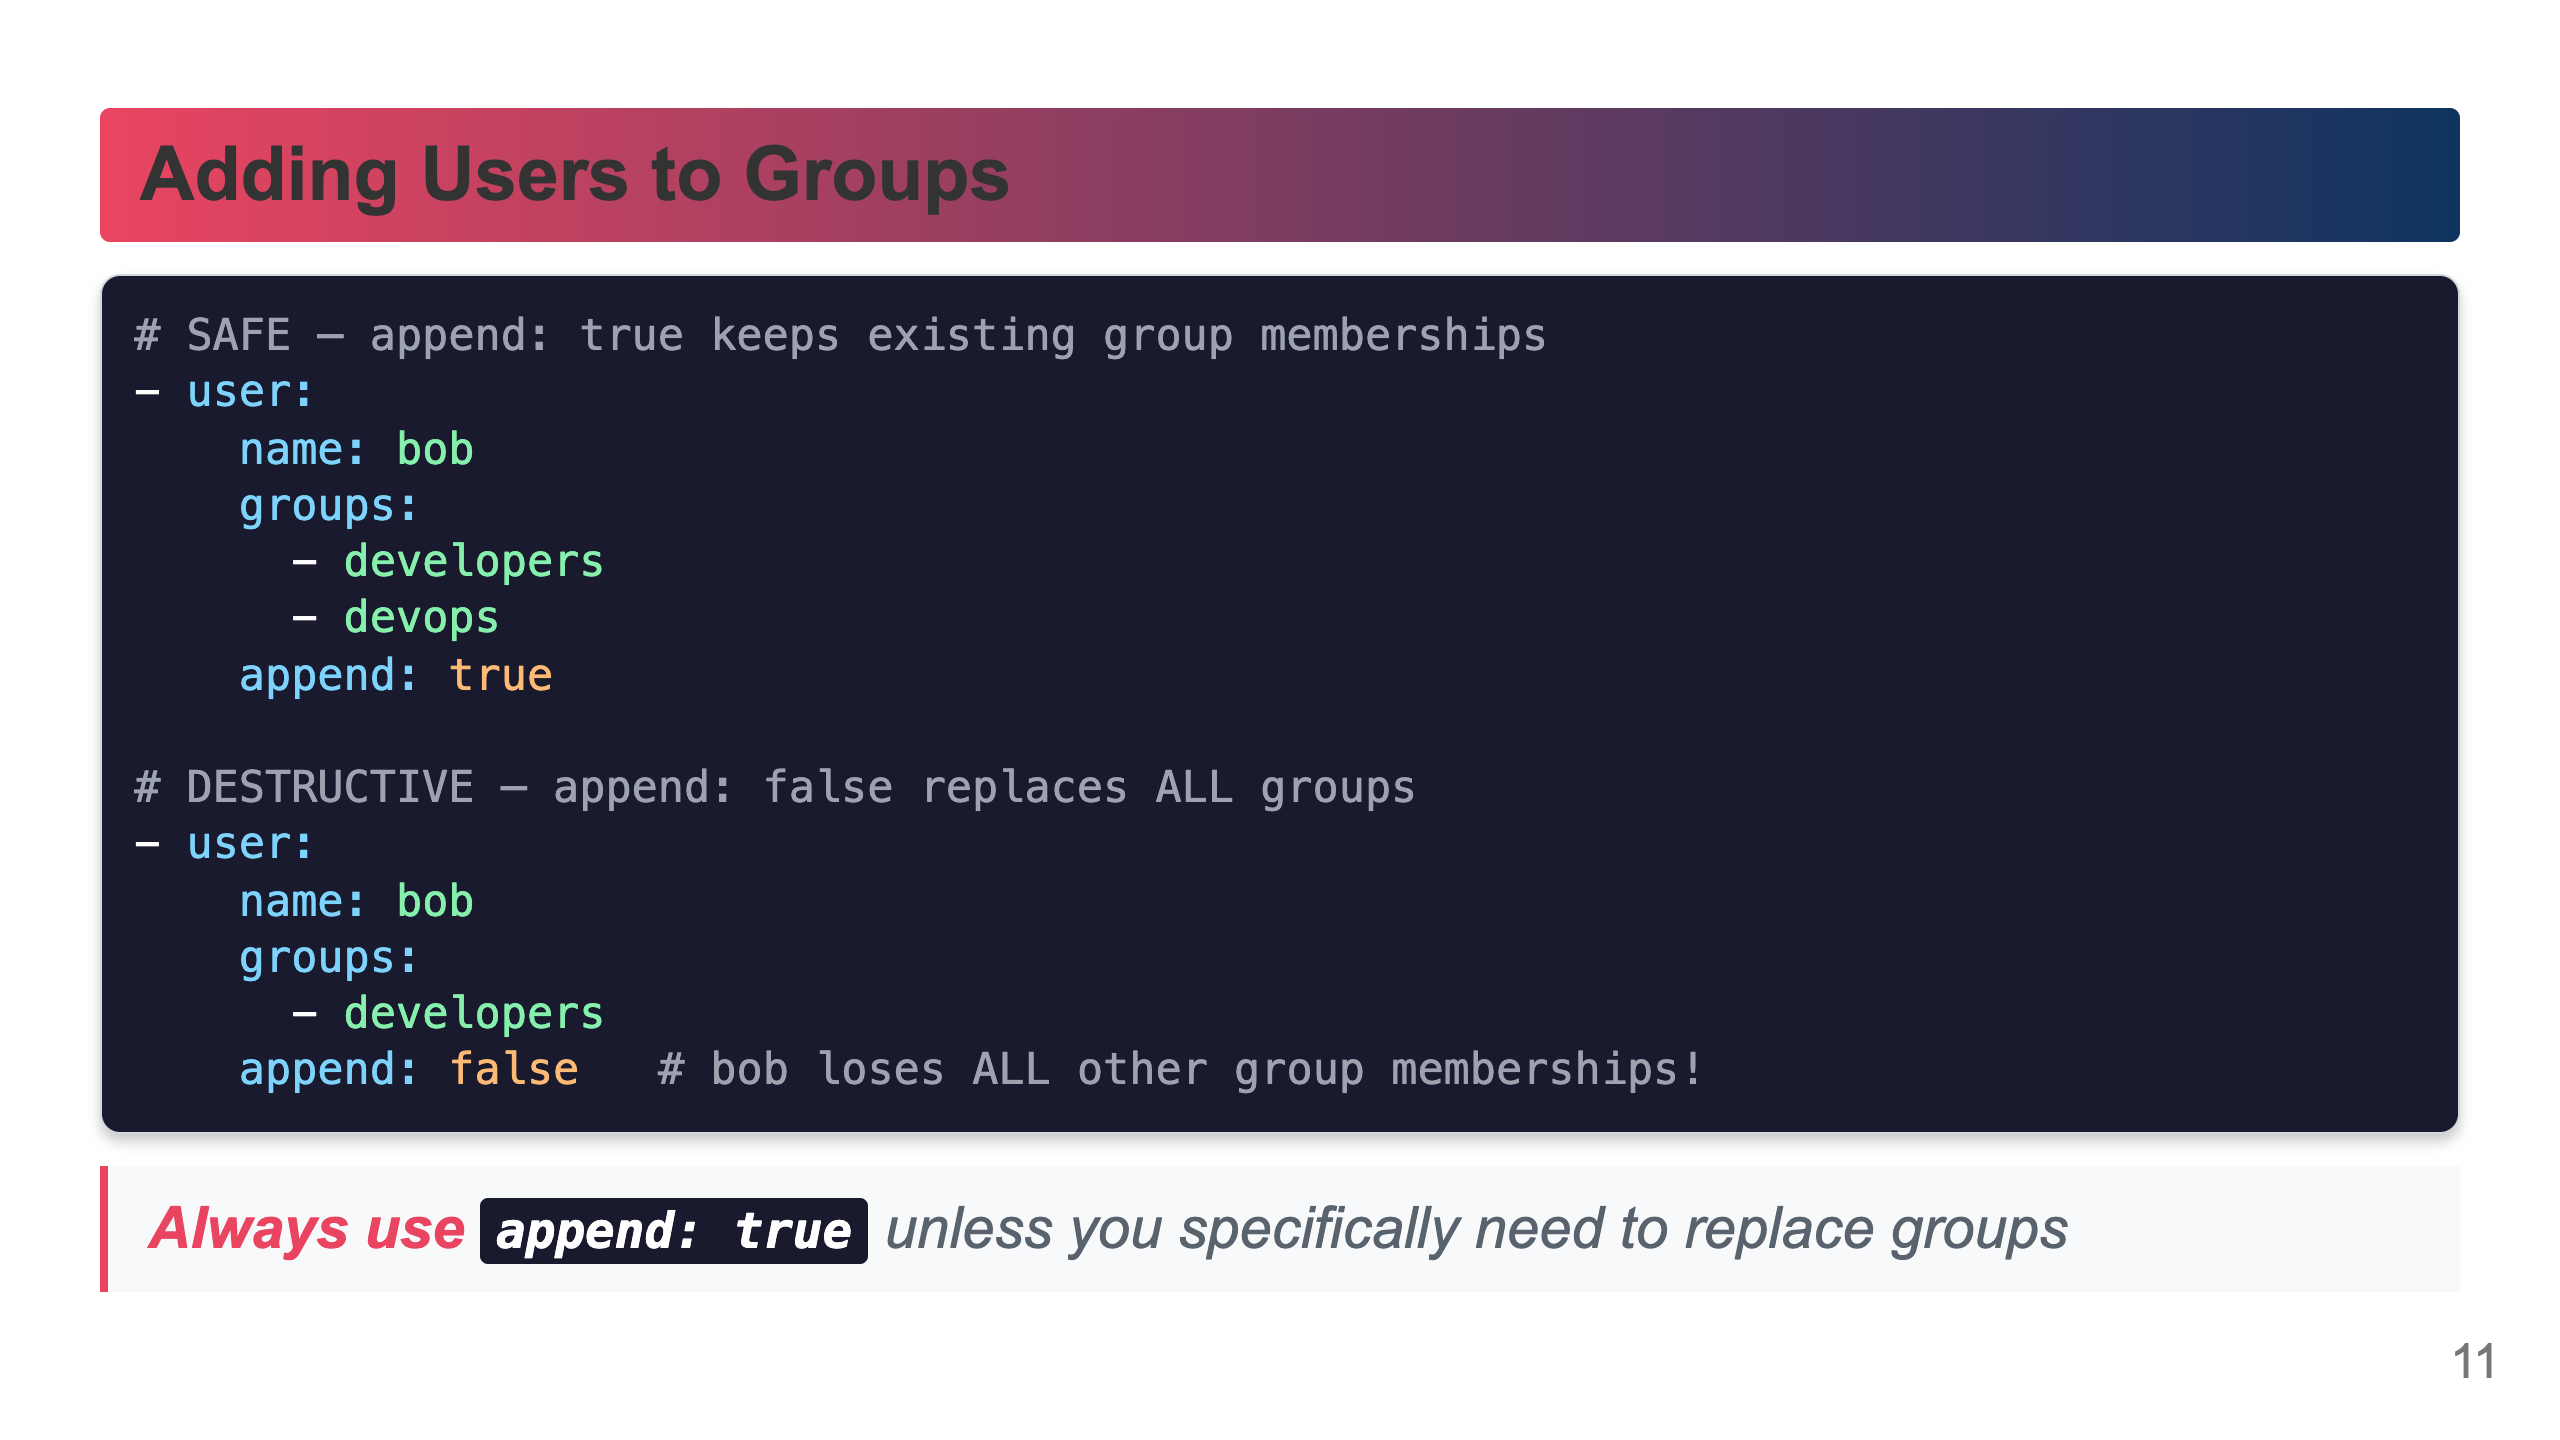 Adding Users to Groups
# SAFE — append: true keeps existing group memberships
- user:
    name: bob
    groups:
      - developers
      - devops
    append: true
# DESTRUCTIVE — append: false replaces ALL groups
- user:
    name: bob
    groups:
      - developers
    append: false   # bob loses ALL other group memberships!
Always use append: true unless you specifically need to replace groups
11